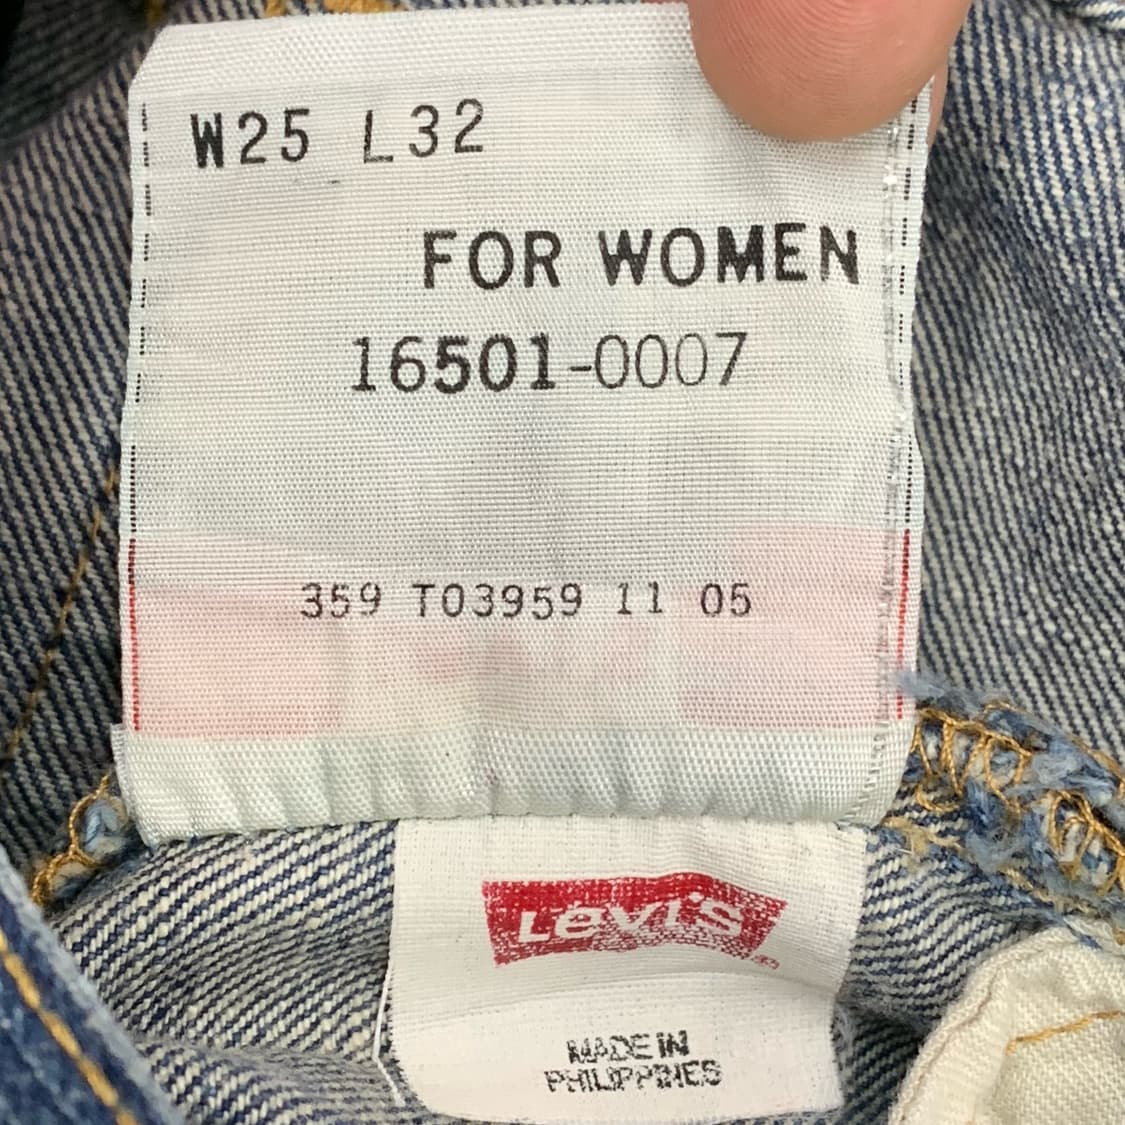 W25 L32
FOR WOMEN
16501-0007
359 T03959 11 05
Levi's
®
MADE IN
PHILIPPINES